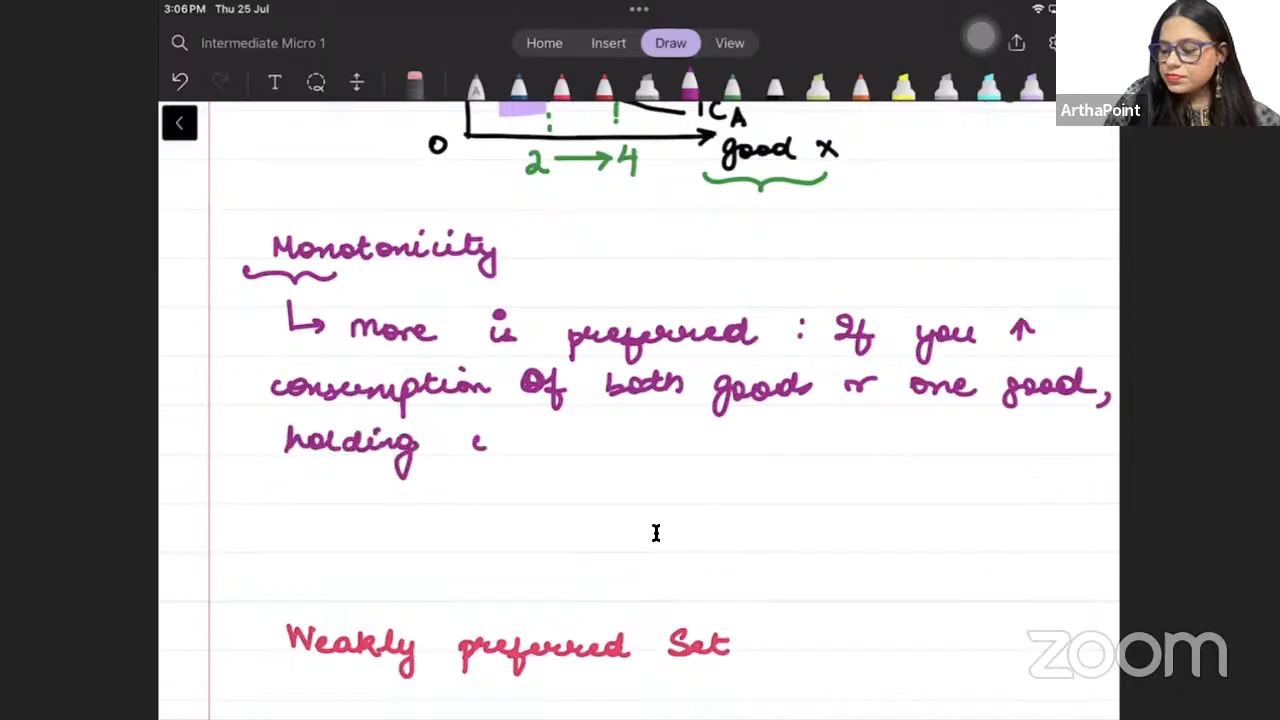 3:06 PM Thu 25 Jul
Intermediate Micro 1
Home Insert Draw View
T
A
ArthaPoint
IC A
0
good x
2 → 4
Monotonicity
↳ More is preferred : If you ↑
consumption of both goods or one good,
holding c
Weakly preferred Set
zoom